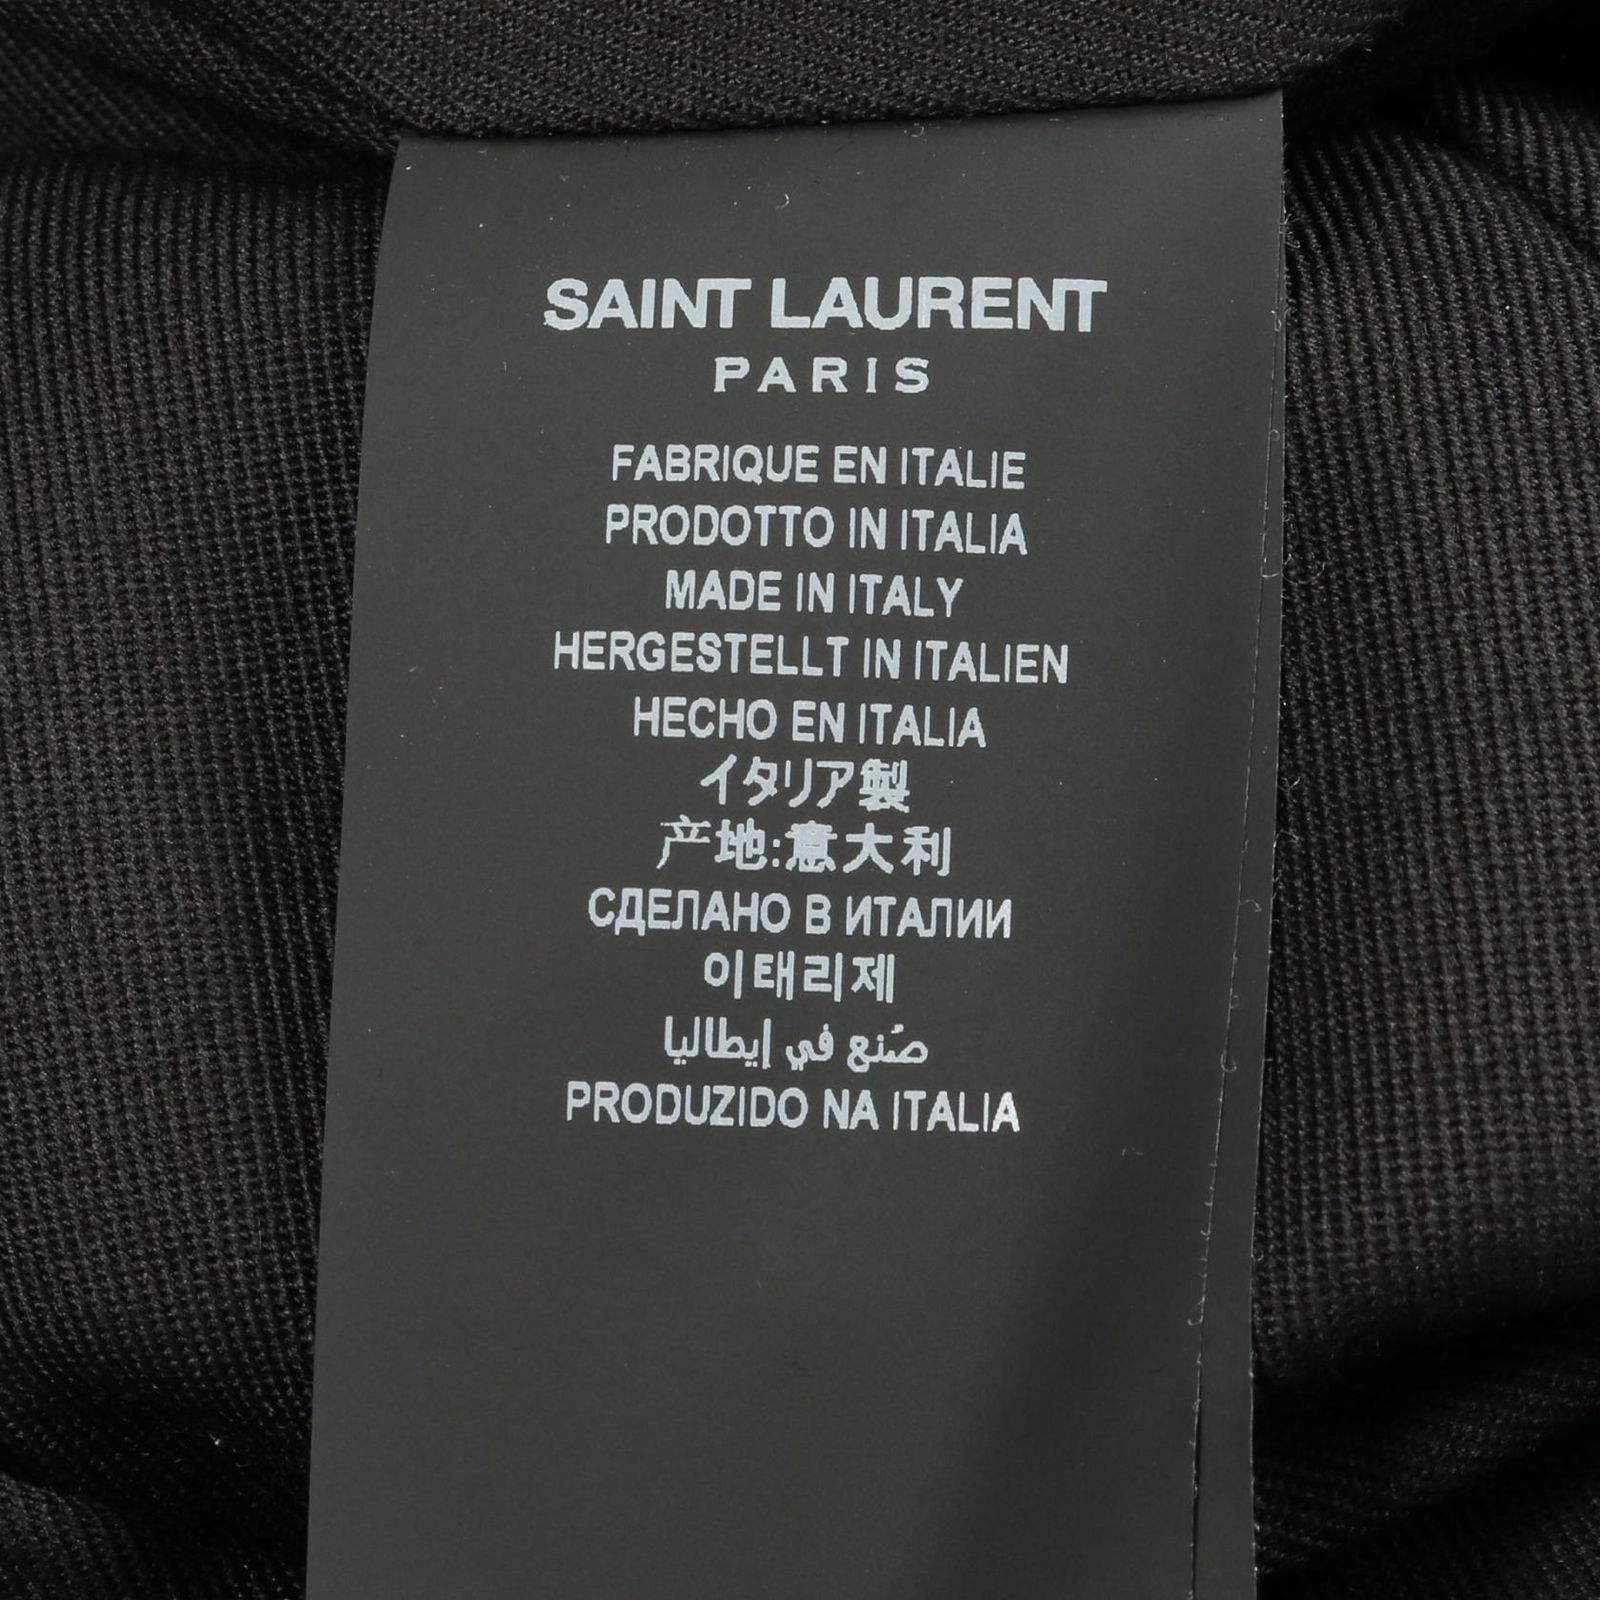 SAINT LAURENT
PARIS
FABRIQUE EN ITALIE
PRODOTTO IN ITALIA
MADE IN ITALY
HERGESTELLT IN ITALIEN
HECHO EN ITALIA
イタリア製
产地:意大利
СДЕЛАНО В ИТАЛИИ
이태리제
صُنع في إيطاليا
PRODUZIDO NA ITALIA